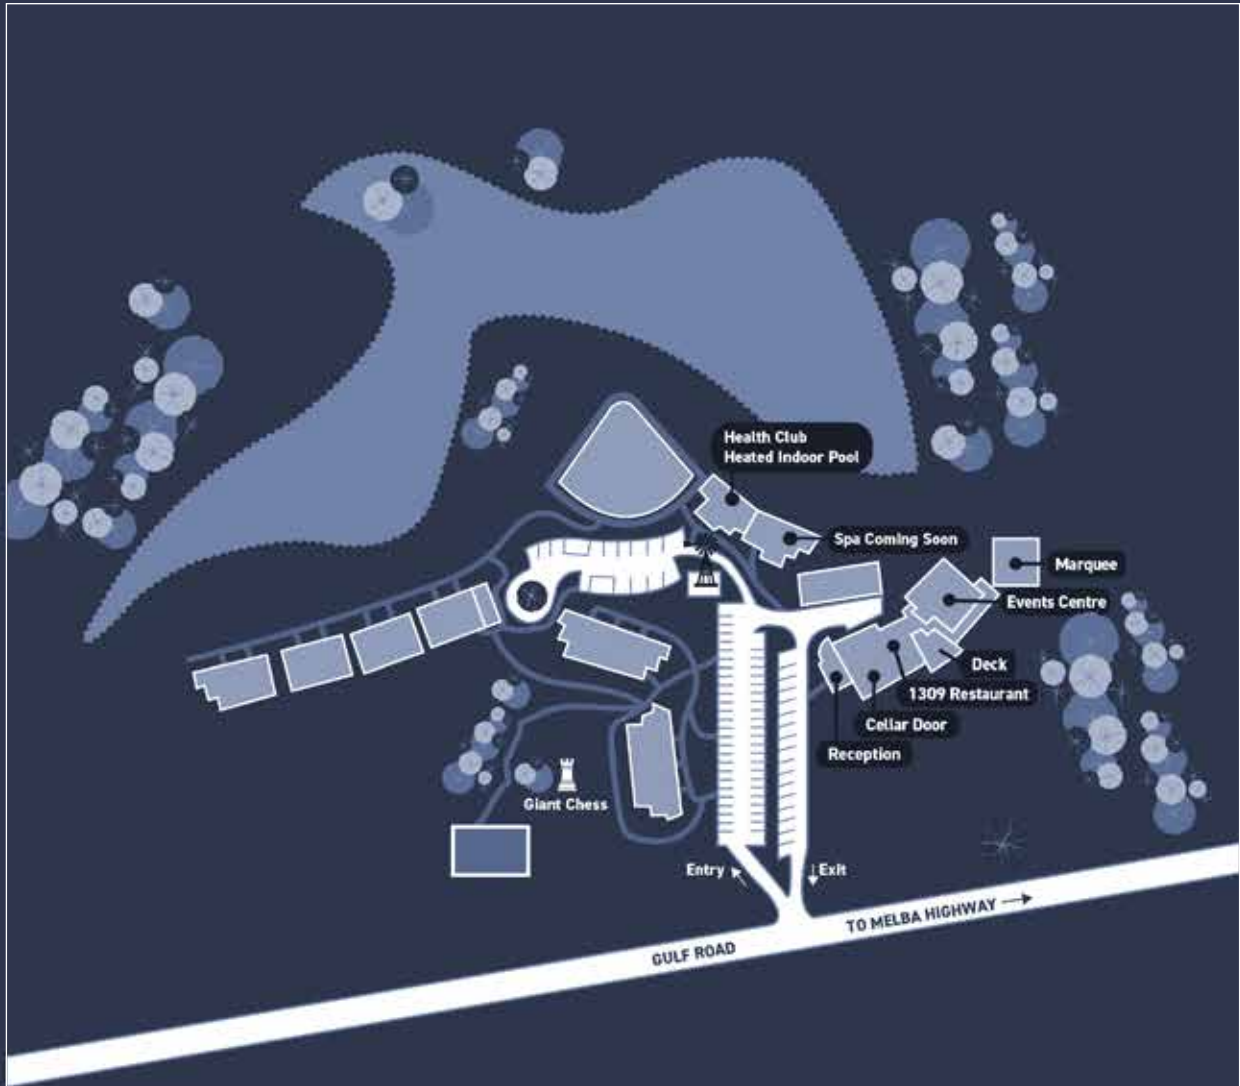 Health Club
Heated Indoor Pool
Spa Coming Soon
Marquee
Events Centre
Deck
1309 Restaurant
Cellar Door
Reception
Giant Chess
Entry
Exit
TO MELBA HIGHWAY
GULF ROAD